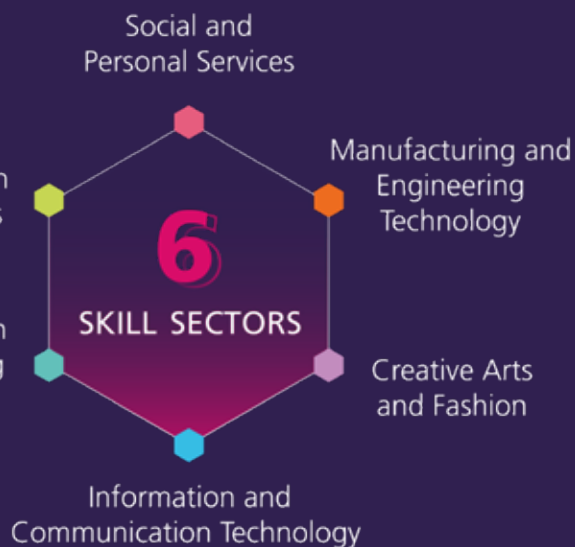 Social and
Personal Services
Manufacturing and
Engineering
Technology
6
SKILL SECTORS
Creative Arts
and Fashion
Information and
Communication Technology